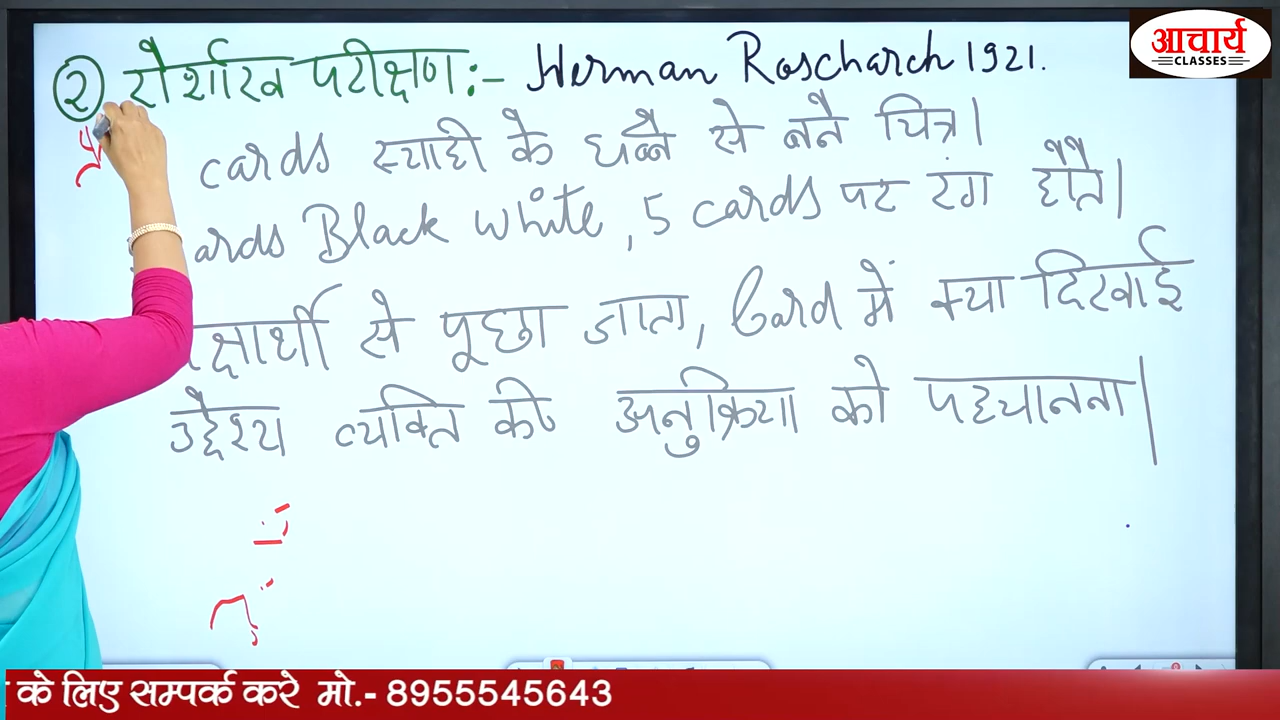 आचार्य
CLASSES
२ रोर्शाख परीक्षण:- Herman Roscharch 1921.
cards स्याही के धब्बे से बने चित्र।
ards Black White, 5 cards पर रंग होते।
क्षार्थी से पूछा जाता, Card में क्या दिखाई
उद्देश्य व्यक्ति की अनुक्रिया को पहचानना।
के लिए सम्पर्क करे मो.- 8955545643